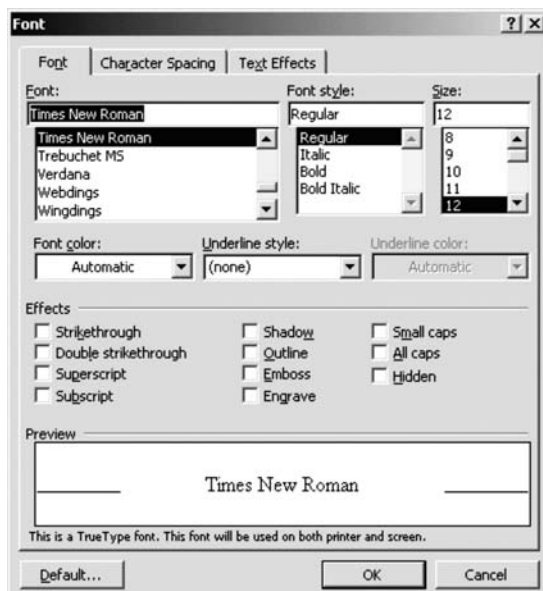 Font
Font Character Spacing Text Effects
Font: Font style: Size:
Times New Roman Regular 12
Times New Roman Regular 8
Trebuchet MS Italic 9
Verdana Bold 10
Webdings Bold Italic 11
Wingdings 12
Font color: Underline style: Underline color:
Automatic (none) Automatic
Effects
Strikethrough Shadow Small caps
Double strikethrough Outline All caps
Superscript Emboss Hidden
Subscript Engrave
Preview
Times New Roman
This is a TrueType font. This font will be used on both printer and screen.
Default... OK Cancel